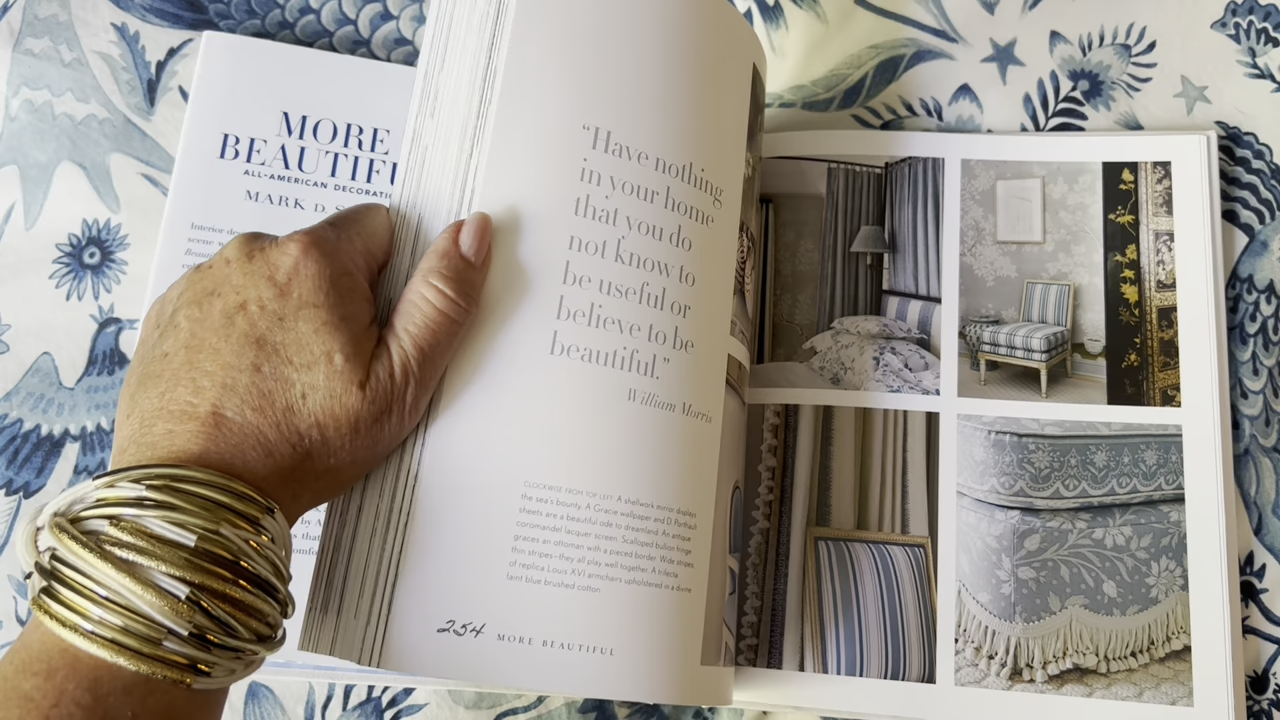 MORE
BEAUTIFU
ALL-AMERICAN DECORATI
MARK D. S
Interior de
scene w
Beau
“Have nothing
in your home
that you do
not know to
be useful or
believe to be
beautiful.”
William Morris
CLOCKWISE FROM TOP LEFT A shellwork mirror displays
the sea's bounty. A Gracie wallpaper and D. Porthault
sheets are a beautiful ode to dreamland. An antique
coromandel lacquer screen. Scalloped bullion fringe
graces an ottoman with a pieced border. Wide stripes,
thin stripes—they all play well together. A trifecta
of replica Louis XVI armchairs upholstered in a divine
faint blue brushed cotton
254 MORE BEAUTIFUL